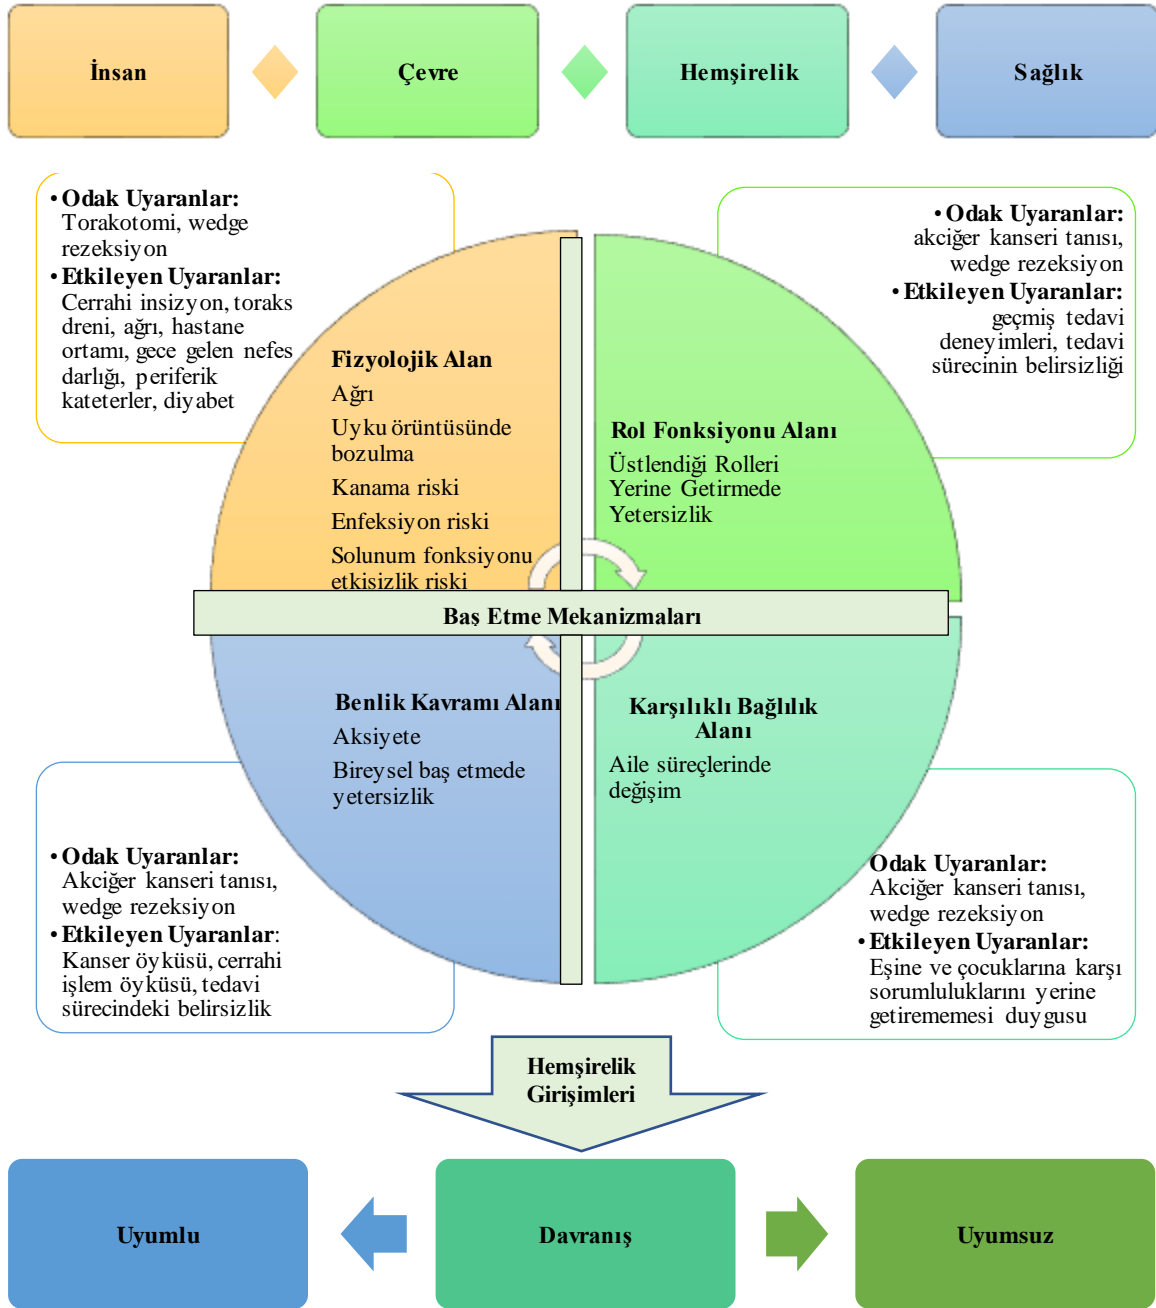 İnsan
Çevre
Hemşirelik
Sağlık
• Odak Uyaranlar:
Torakotomi, wedge
rezeksiyon
• Etkileyen Uyaranlar:
Cerrahi insizyon, toraks
dreni, ağrı, hastane
ortamı, gece gelen nefes
darlığı, periferik
kateterler, diyabet
• Odak Uyaranlar:
akciğer kanseri tanısı,
wedge rezeksiyon
• Etkileyen Uyaranlar:
geçmiş tedavi
deneyimleri, tedavi
sürecinin belirsizliği
Fizyolojik Alan
Ağrı
Uyku örüntüsünde
bozulma
Kanama riski
Enfeksiyon riski
Solunum fonksiyonu
etkisizlik riski
Rol Fonksiyonu Alanı
Üstlendiği Rolleri
Yerine Getirmede
Yetersizlik
Baş Etme Mekanizmaları
Benlik Kavramı Alanı
Aksiyete
Bireysel baş etmede
yetersizlik
Karşılıklı Bağlılık
Alanı
Aile süreçlerinde
değişim
• Odak Uyaranlar:
Akciğer kanseri tanısı,
wedge rezeksiyon
• Etkileyen Uyaranlar:
Kanser öyküsü, cerrahi
işlem öyküsü, tedavi
sürecindeki belirsizlik
Odak Uyaranlar:
Akciğer kanseri tanısı,
wedge rezeksiyon
• Etkileyen Uyaranlar:
Eşine ve çocuklarına karşı
sorumluluklarını yerine
getirememesi duygusu
Hemşirelik
Girişimleri
Uyumlu
Davranış
Uyumsuz